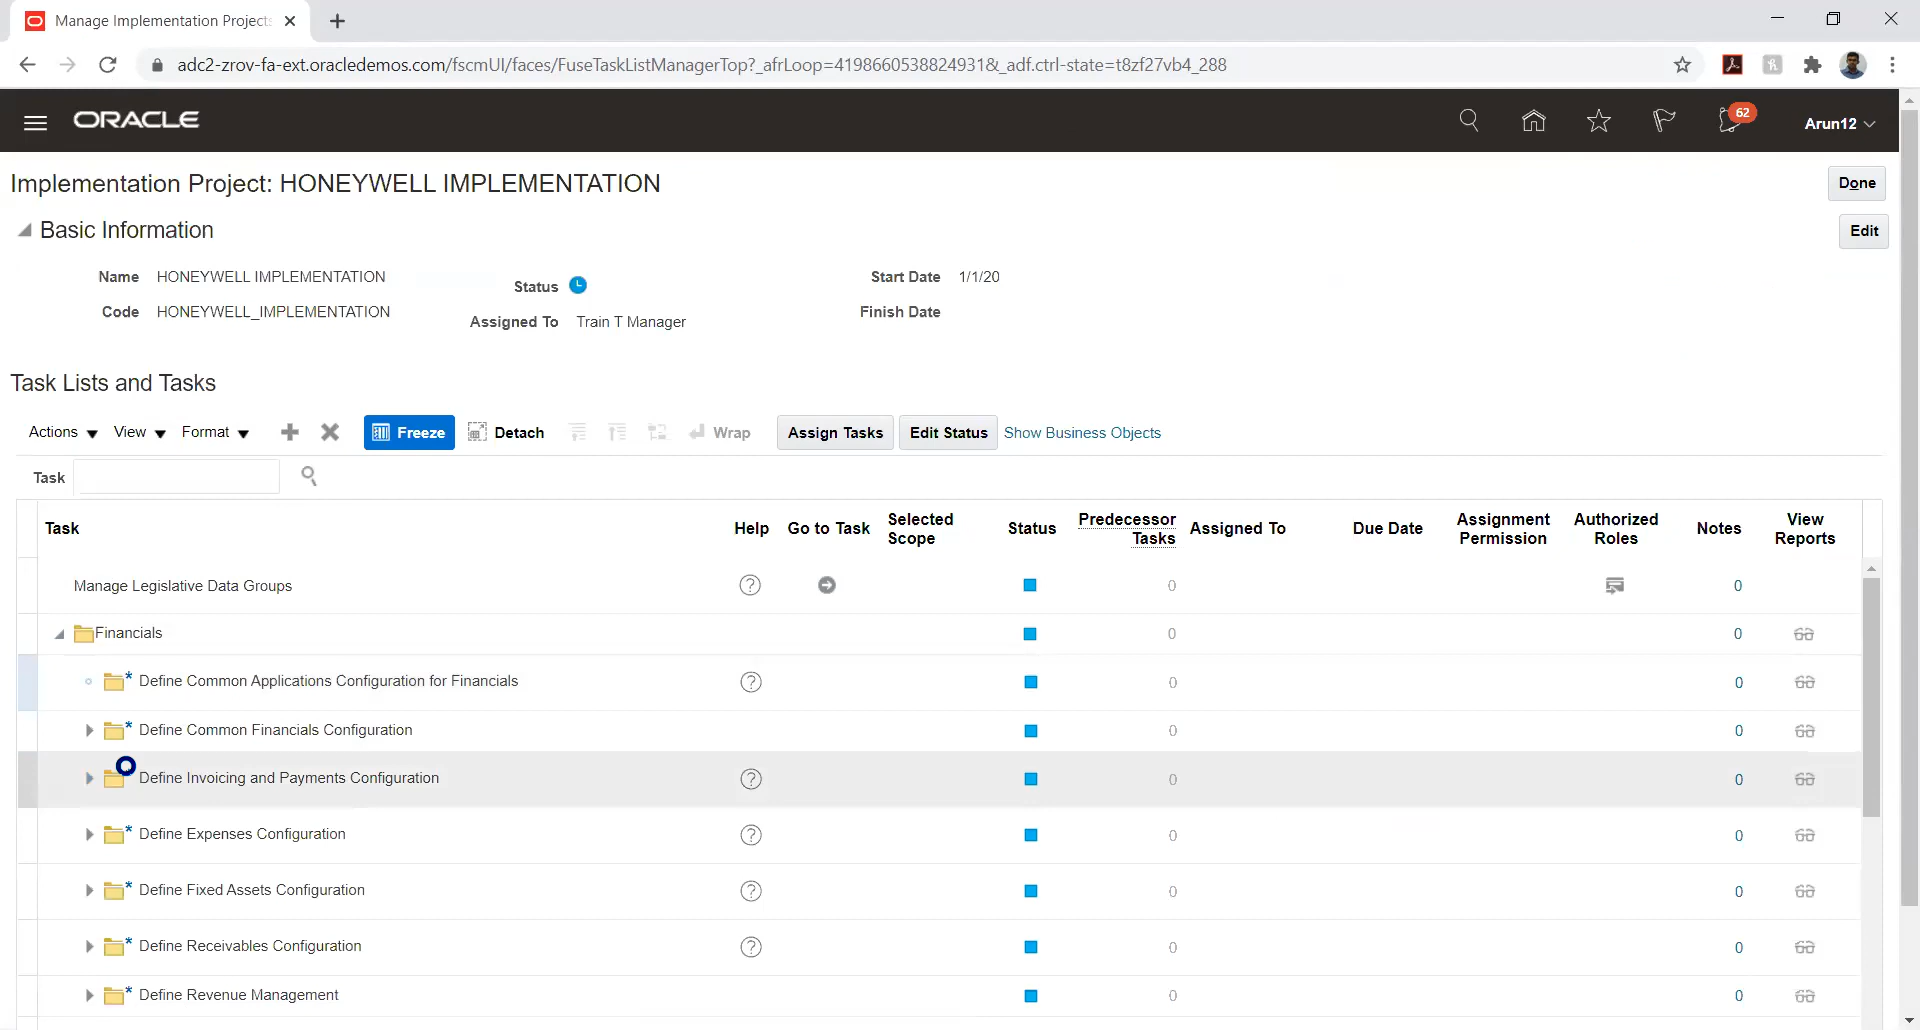 Manage Implementation Projects
adc2-zrov-fa-ext.oracledemos.com/fscmUI/faces/FuseTaskListManagerTop?_afrLoop=4198660538824931&_adf.ctrl-state=t8zf27vb4_288
ORACLE
62
Arun12
Implementation Project: HONEYWELL IMPLEMENTATION
Done
Basic Information
Edit
Name HONEYWELL IMPLEMENTATION
Status
Start Date 1/1/20
Code HONEYWELL_IMPLEMENTATION
Assigned To Train T Manager
Finish Date
Task Lists and Tasks
Actions View Format Freeze Detach Wrap Assign Tasks Edit Status Show Business Objects
Task
Task Help Go to Task Selected Scope Status Predecessor Tasks Assigned To Due Date Assignment Permission Authorized Roles Notes View Reports
Manage Legislative Data Groups ? 0 0
Financials 0 0
* Define Common Applications Configuration for Financials ? 0 0
* Define Common Financials Configuration 0 0
Define Invoicing and Payments Configuration ? 0 0
* Define Expenses Configuration ? 0 0
* Define Fixed Assets Configuration ? 0 0
* Define Receivables Configuration ? 0 0
* Define Revenue Management 0 0